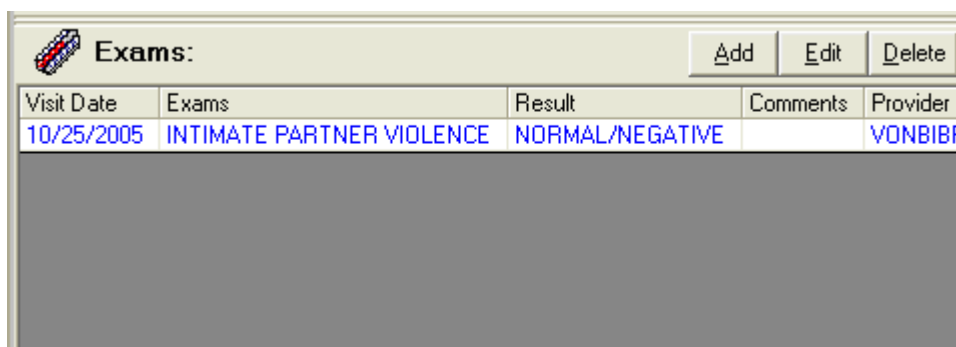 Exams: Add Edit Delete
Visit Date Exams Result Comments Provider
10/25/2005 INTIMATE PARTNER VIOLENCE NORMAL/NEGATIVE